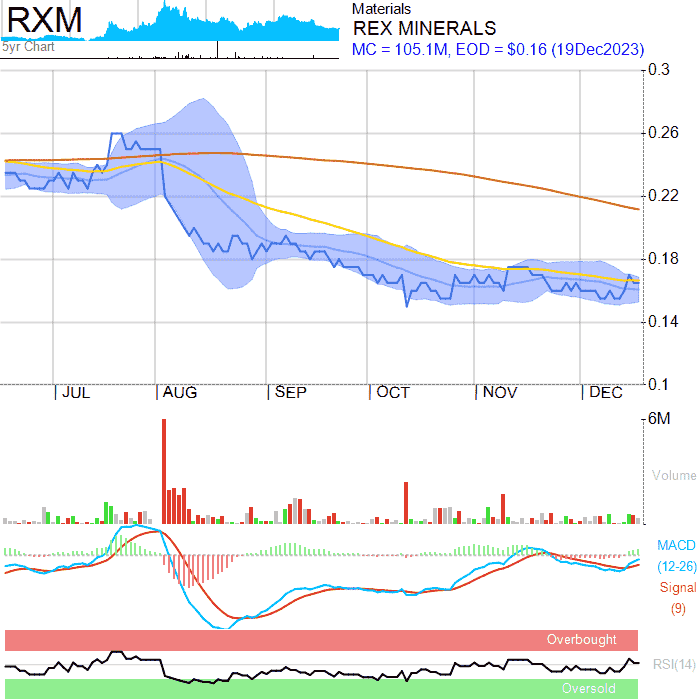 RXM
5yr Chart
Materials
REX MINERALS
MC = 105.1M, EOD = $0.16 (19Dec2023)
0.3
0.26
0.22
0.18
0.14
0.1
JUL AUG SEP OCT NOV DEC
6M
Volume
MACD
(12-26)
Signal
(9)
Overbought
RSI(14)
Oversold